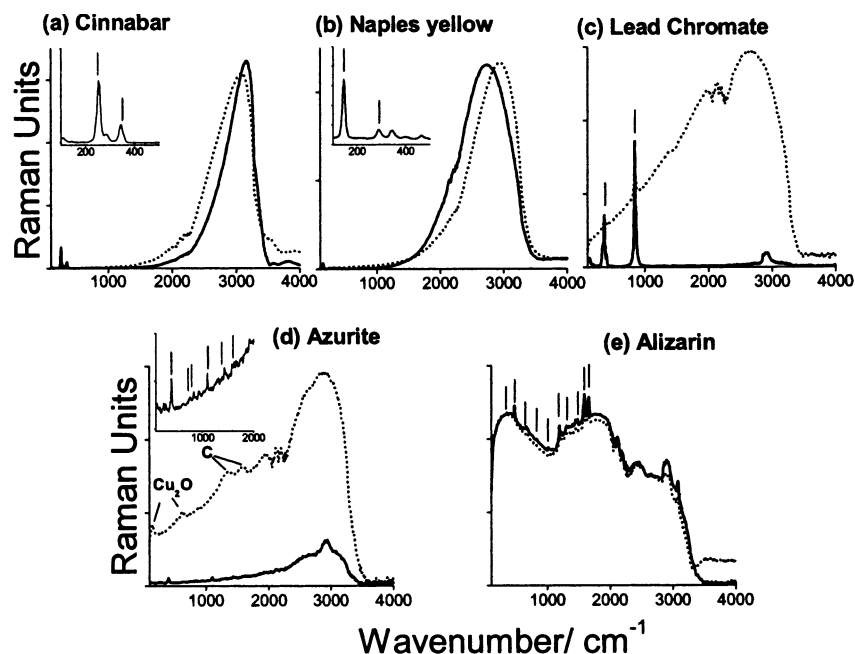 (a) Cinnabar
(b) Naples yellow
(c) Lead Chromate
Raman Units
200 400
200 400
1000 2000 3000 4000
1000 2000 3000 4000
1000 2000 3000 4000
(d) Azurite
(e) Alizarin
Raman Units
1000 2000
C
Cu2O
1000 2000 3000 4000
1000 2000 3000 4000
Wavenumber/ cm-1